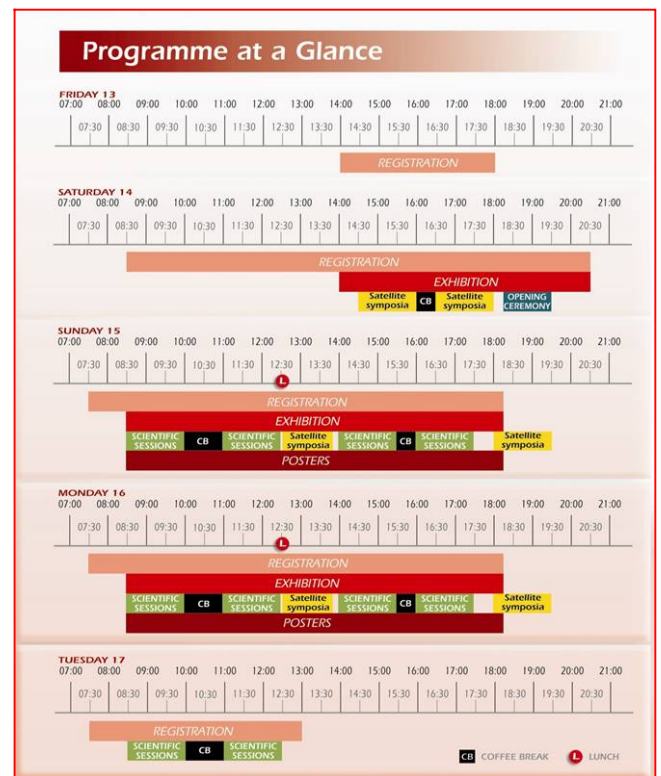 Programme at a Glance
FRIDAY 13
07:00 08:00 09:00 10:00 11:00 12:00 13:00 14:00 15:00 16:00 17:00 18:00 19:00 20:00 21:00
07:30 08:30 09:30 10:30 11:30 12:30 13:30 14:30 15:30 16:30 17:30 18:30 19:30 20:30
REGISTRATION
SATURDAY 14
07:00 08:00 09:00 10:00 11:00 12:00 13:00 14:00 15:00 16:00 17:00 18:00 19:00 20:00 21:00
07:30 08:30 09:30 10:30 11:30 12:30 13:30 14:30 15:30 16:30 17:30 18:30 19:30 20:30
REGISTRATION
EXHIBITION
Satellite symposia CB Satellite symposia OPENING CEREMONY
SUNDAY 15
07:00 08:00 09:00 10:00 11:00 12:00 13:00 14:00 15:00 16:00 17:00 18:00 19:00 20:00 21:00
07:30 08:30 09:30 10:30 11:30 12:30 13:30 14:30 15:30 16:30 17:30 18:30 19:30 20:30
L
REGISTRATION
EXHIBITION
SCIENTIFIC SESSIONS CB SCIENTIFIC SESSIONS Satellite symposia SCIENTIFIC SESSIONS CB SCIENTIFIC SESSIONS Satellite symposia
POSTERS
MONDAY 16
07:00 08:00 09:00 10:00 11:00 12:00 13:00 14:00 15:00 16:00 17:00 18:00 19:00 20:00 21:00
07:30 08:30 09:30 10:30 11:30 12:30 13:30 14:30 15:30 16:30 17:30 18:30 19:30 20:30
L
REGISTRATION
EXHIBITION
SCIENTIFIC SESSIONS CB SCIENTIFIC SESSIONS Satellite symposia SCIENTIFIC SESSIONS CB SCIENTIFIC SESSIONS Satellite symposia
POSTERS
TUESDAY 17
07:00 08:00 09:00 10:00 11:00 12:00 13:00 14:00 15:00 16:00 17:00 18:00 19:00 20:00 21:00
07:30 08:30 09:30 10:30 11:30 12:30 13:30 14:30 15:30 16:30 17:30 18:30 19:30 20:30
REGISTRATION
SCIENTIFIC SESSIONS CB SCIENTIFIC SESSIONS
CB COFFEE BREAK L LUNCH